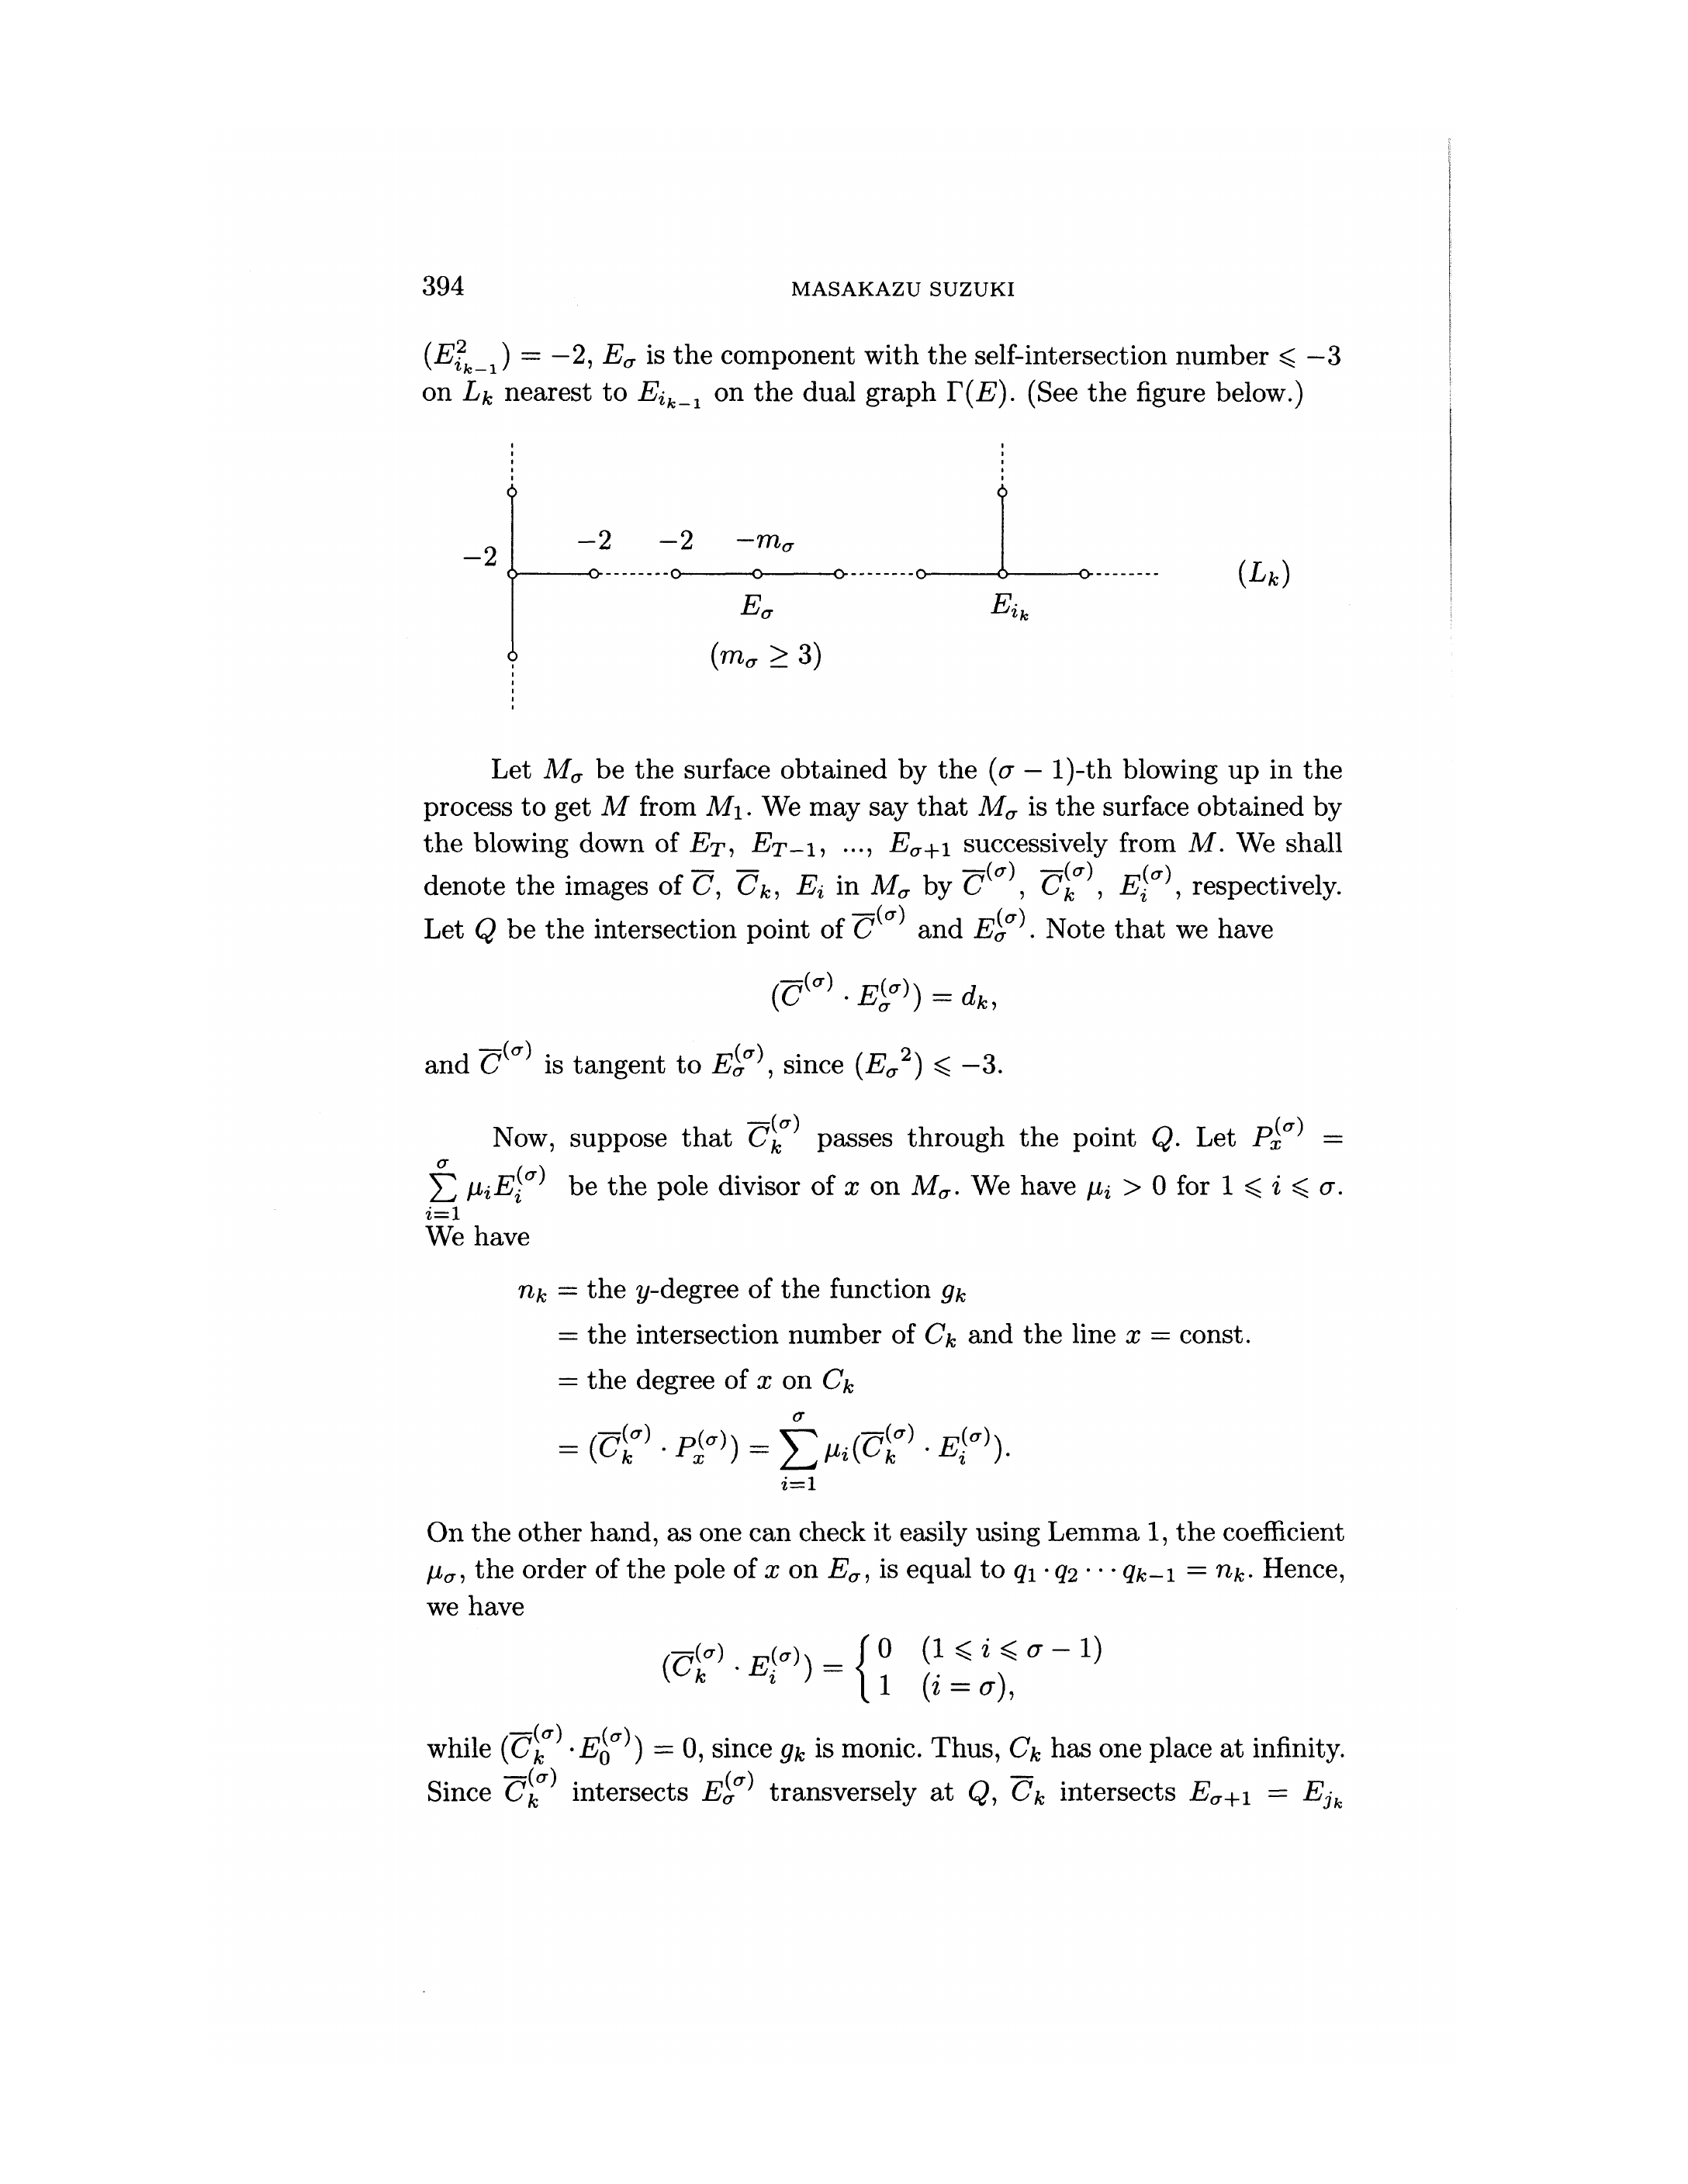 394 MASAKAZU SUZUKI
$(E_{i_{k-1}}^2) = -2$, $E_\sigma$ is the component with the self-intersection number $\leqslant -3$
on $L_k$ nearest to $E_{i_{k-1}}$ on the dual graph $\Gamma(E)$. (See the figure below.)
−2 −2 −2 $-m_\sigma$
$(L_k)$
$E_\sigma$ $E_{i_k}$
$(m_\sigma \geq 3)$
Let $M_\sigma$ be the surface obtained by the $(\sigma - 1)$-th blowing up in the
process to get $M$ from $M_1$. We may say that $M_\sigma$ is the surface obtained by
the blowing down of $E_T$, $E_{T-1}$, ..., $E_{\sigma+1}$ successively from $M$. We shall
denote the images of $\overline{C}$, $\overline{C}_k$, $E_i$ in $M_\sigma$ by $\overline{C}^{(\sigma)}$, $\overline{C}_k^{(\sigma)}$, $E_i^{(\sigma)}$, respectively.
Let $Q$ be the intersection point of $\overline{C}^{(\sigma)}$ and $E_\sigma^{(\sigma)}$. Note that we have
$(\overline{C}^{(\sigma)} \cdot E_\sigma^{(\sigma)}) = d_k,$
and $\overline{C}^{(\sigma)}$ is tangent to $E_\sigma^{(\sigma)}$, since $(E_\sigma{}^2) \leqslant -3$.
Now, suppose that $\overline{C}_k^{(\sigma)}$ passes through the point $Q$. Let $P_x^{(\sigma)} =$
$\sum_{i=1}^{\sigma} \mu_i E_i^{(\sigma)}$ be the pole divisor of $x$ on $M_\sigma$. We have $\mu_i > 0$ for $1 \leqslant i \leqslant \sigma$.
We have
$n_k$ = the $y$-degree of the function $g_k$
= the intersection number of $C_k$ and the line $x$ = const.
= the degree of $x$ on $C_k$
$= (\overline{C}_k^{(\sigma)} \cdot P_x^{(\sigma)}) = \sum_{i=1}^{\sigma} \mu_i (\overline{C}_k^{(\sigma)} \cdot E_i^{(\sigma)}).$
On the other hand, as one can check it easily using Lemma 1, the coefficient
$\mu_\sigma$, the order of the pole of $x$ on $E_\sigma$, is equal to $q_1 \cdot q_2 \cdots q_{k-1} = n_k$. Hence,
we have
$(\overline{C}_k^{(\sigma)} \cdot E_i^{(\sigma)}) = \begin{cases} 0 & (1 \leqslant i \leqslant \sigma - 1) \\ 1 & (i = \sigma), \end{cases}$
while $(\overline{C}_k^{(\sigma)} \cdot E_0^{(\sigma)}) = 0$, since $g_k$ is monic. Thus, $C_k$ has one place at infinity.
Since $\overline{C}_k^{(\sigma)}$ intersects $E_\sigma^{(\sigma)}$ transversely at $Q$, $\overline{C}_k$ intersects $E_{\sigma+1} = E_{j_k}$